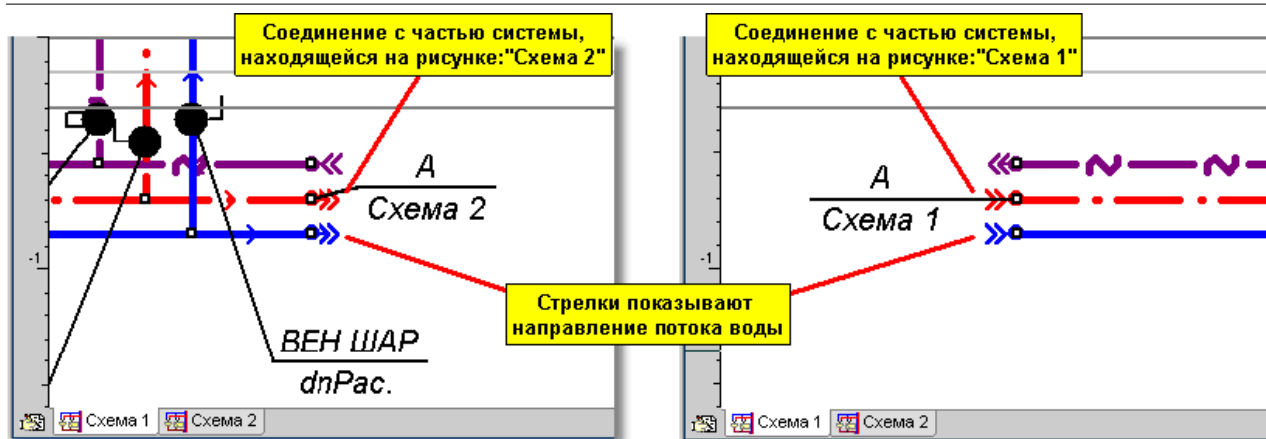 Соединение с частью системы,
находящейся на рисунке:"Схема 2"
Соединение с частью системы,
находящейся на рисунке:"Схема 1"
А
Схема 2
А
Схема 1
-1
-1
Стрелки показывают
направление потока воды
ВЕН ШАР
dnРас.
Схема 1
Схема 2
Схема 1
Схема 2